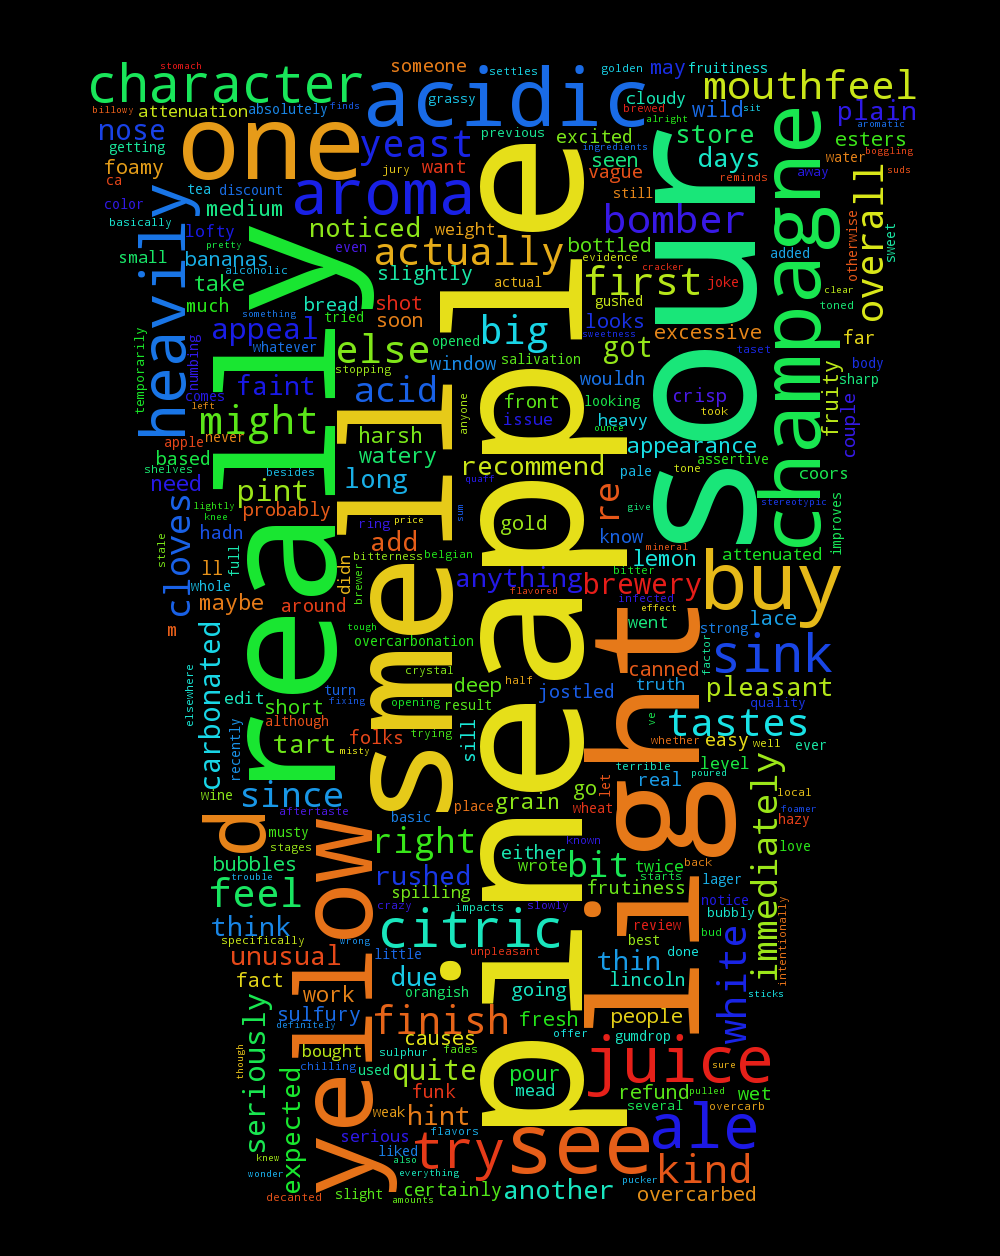 stomach
character
someone
acidic
settles
golden
may
fruitiness
mouthfeel
billowy
attenuation
absolutely
finds
grassy
cloudy
brewed
wild
sit
plain
nose
one
yeast
previous
excited
alright
store
aromatic
esters
getting
foamy
jury
want
ingredients
seen
vague
days
water
boggling
ca
tea
discount
aroma
still
reminds
away
suds
color
medium
bomber
champagne
overall
basically
lofty
noticed
weight
actually
bottled
added
otherwise
sweet
small
pretty
even
bananas
alcoholic
slightly
actual
evidence
cracker
first
joke
clear
heavily
take
much
bread
shot
gushed
toned
something
tried
soon
big
looks
excessive
far
appeal
else
opened
got
taset
temporarily
numbing
whatever
stopping
window
salivation
wouldn
body
comes
faint
acid
front
looking
crisp
sharp
fruity
couple
left
might
anyone
issue
heavy
took
apple
never
harsh
ounce
appearance
based
watery
recommend
tone
assertive
shelves
besides
long
quaff
pale
coors
need
pint
really
smell
pineapple
sour
lightly
knee
probably
ring
price
sum
gold
re
give
stereotypic
improves
stale
cloves
hadn
full
add
didn
know
mineral
ll
bitterness
belgian
lemon
attenuated
whole
brewer
anything
bitter
brewery
buy
maybe
around
flavored
infected
effect
m
tough
overcarbonation
went
strong
lace
elsewhere
carbonated
crystal
canned
factor
sink
edit
turn
fixing
half
deep
jostled
truth
pleasant
short
opening
result
quality
although
trying
ve
tastes
recently
tart
misty
folks
sill
light
whether
easy
well
ever
terrible
level
wine
since
place
grain
go
let
real
poured
local
aftertaste
basic
wheat
foamer
d
musty
stages
yellow
right
known
either
hazy
love
immediately
bubbles
trouble
rushed
wrote
bit
twice
back
starts
lager
feel
spilling
frutiness
crazy
impacts
slowly
notice
bubbly
think
citric
review
bud
specifically
wrong
best
unusual
little
unpleasant
thin
done
white
intentionally
fact
due
lincoln
sticks
work
orangish
going
sulfury
definitely
finish
fresh
people
seriously
causes
offer
gumdrop
though
bought
sulphur
fades
juice
sure
chilling
used
quite
pour
mead
refund
pulled
wet
expected
funk
several
overcarb
weak
hint
serious
flavors
ale
knew
liked
also
try
see
wonder
everything
kind
pucker
decanted
slight
amounts
certainly
another
overcarbed